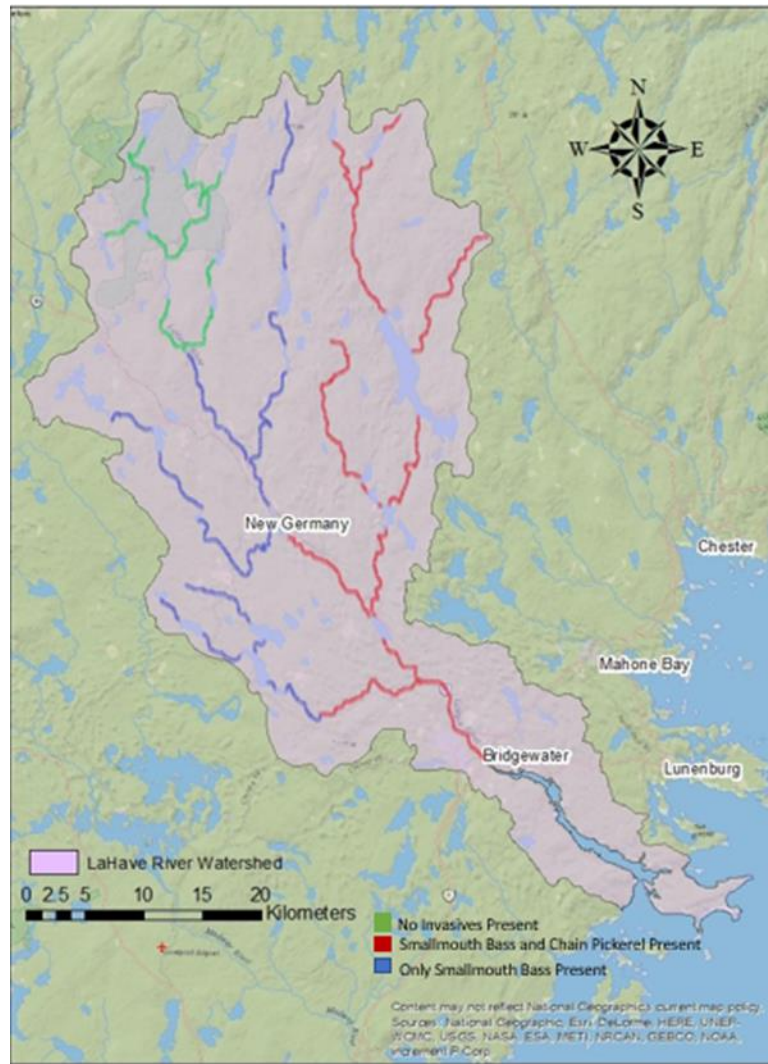 N
W E
S
New Germany
Chester
Mahone Bay
Bridgewater
Lunenburg
LaHave River Watershed
0 2.5 5 10 15 20
Kilometers
No Invasives Present
Smallmouth Bass and Chain Pickerel Present
Only Smallmouth Bass Present
Content may not reflect National Geographic's current map policy.
Sources: National Geographic, Esri, DeLorme, HERE, UNEP-
WCMC, USGS, NASA, ESA, METI, NRCAN, GEBCO, NOAA,
increment P Corp.